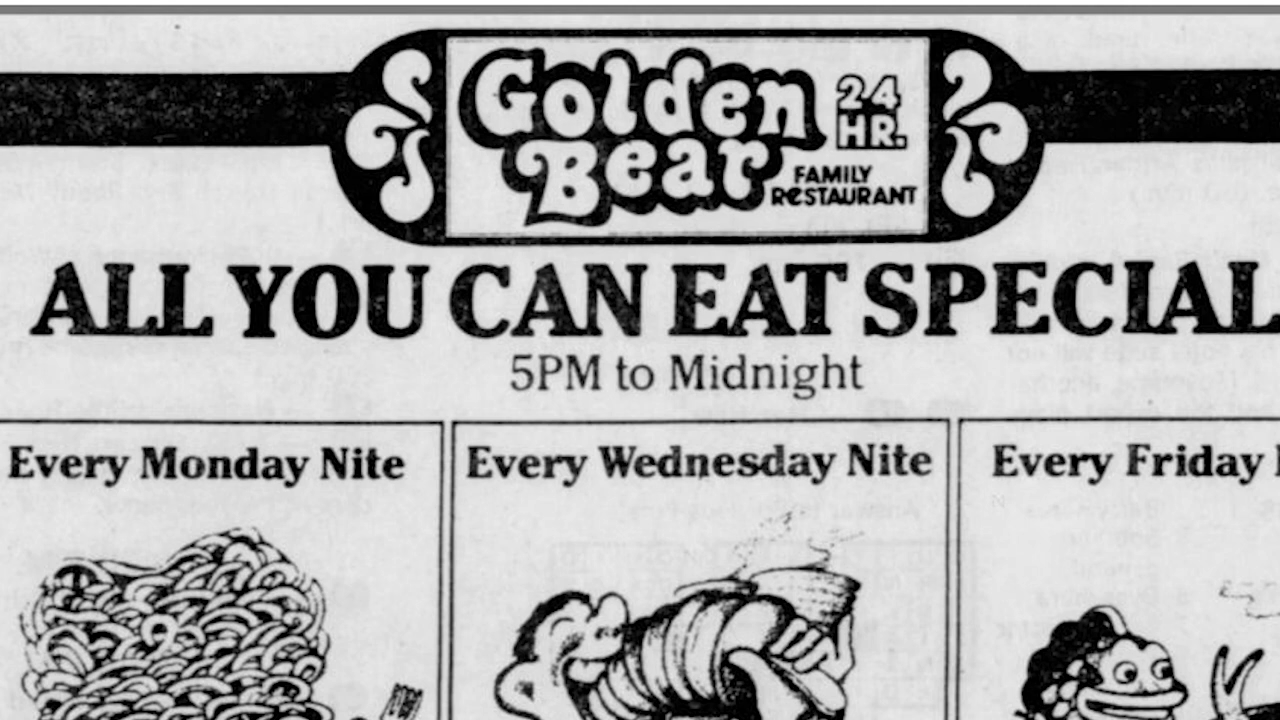 Golden
Bear
24
HR.
FAMILY
RESTAURANT
ALL YOU CAN EAT SPECIAL
5PM to Midnight
Every Monday Nite
Every Wednesday Nite
Every Friday